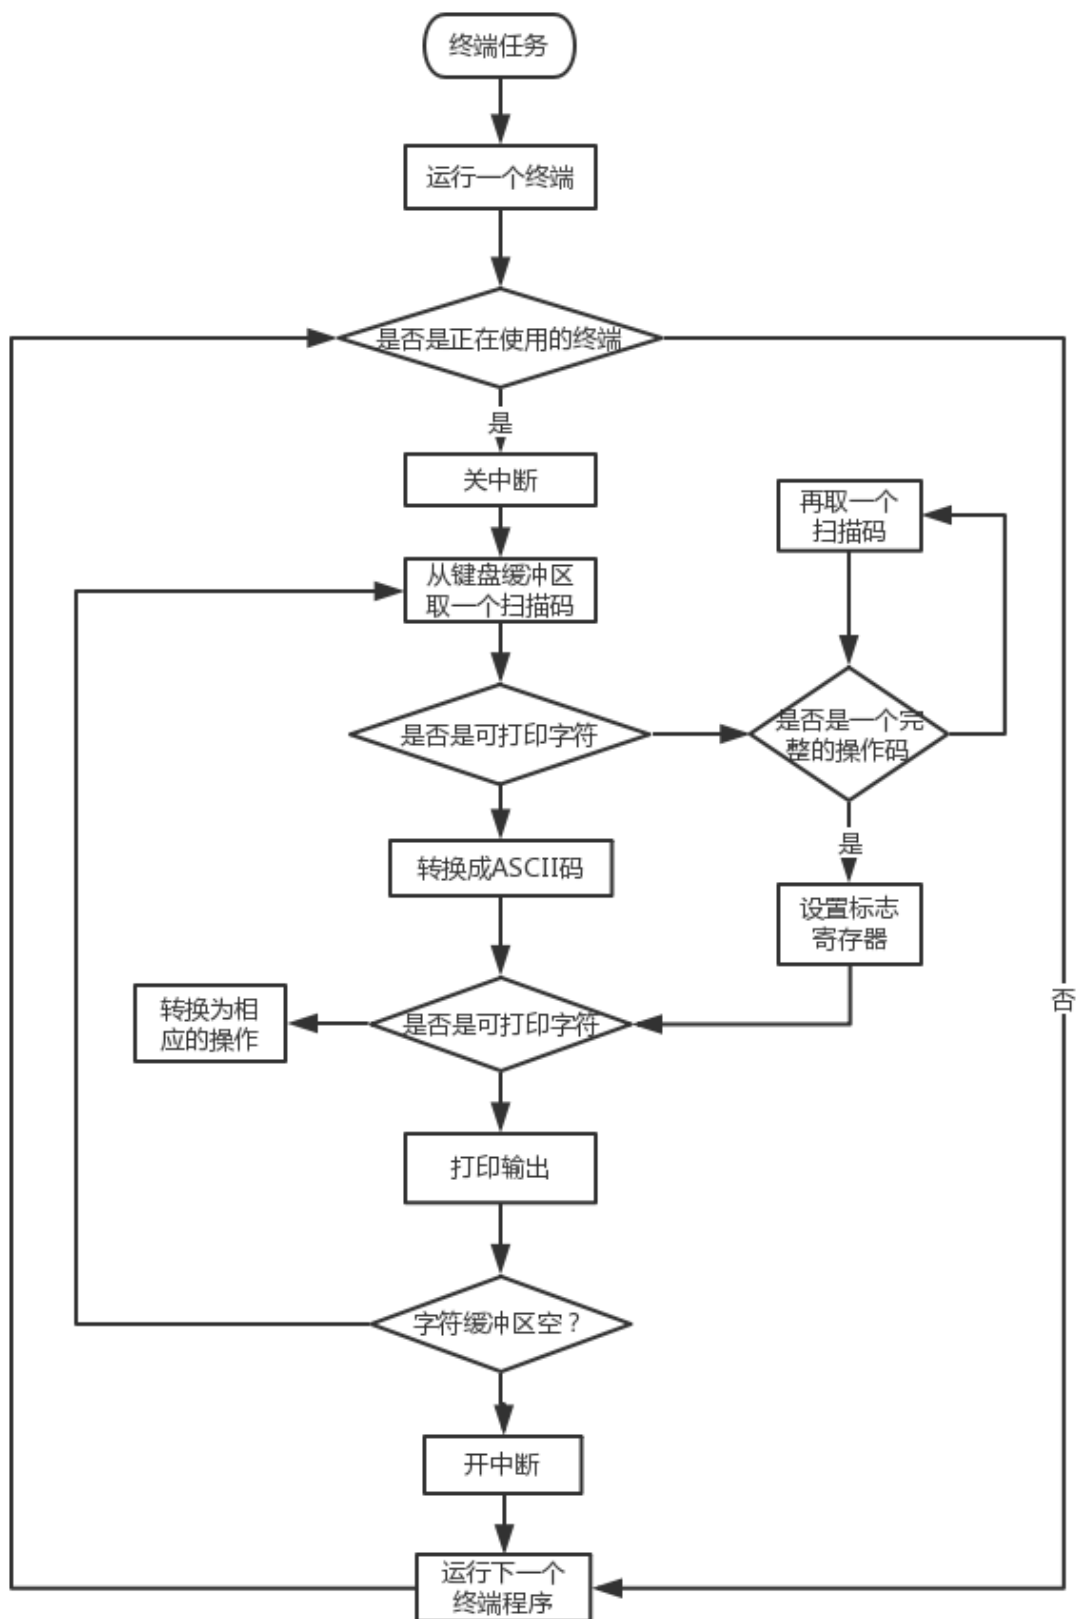 终端任务
运行一个终端
是否是正在使用的终端
是
关中断
再取一个
扫描码
从键盘缓冲区
取一个扫描码
是否是可打印字符
是否是一个完
整的操作码
是
转换成ASCII码
设置标志
寄存器
否
转换为相
应的操作
是否是可打印字符
打印输出
字符缓冲区空？
开中断
运行下一个
终端程序